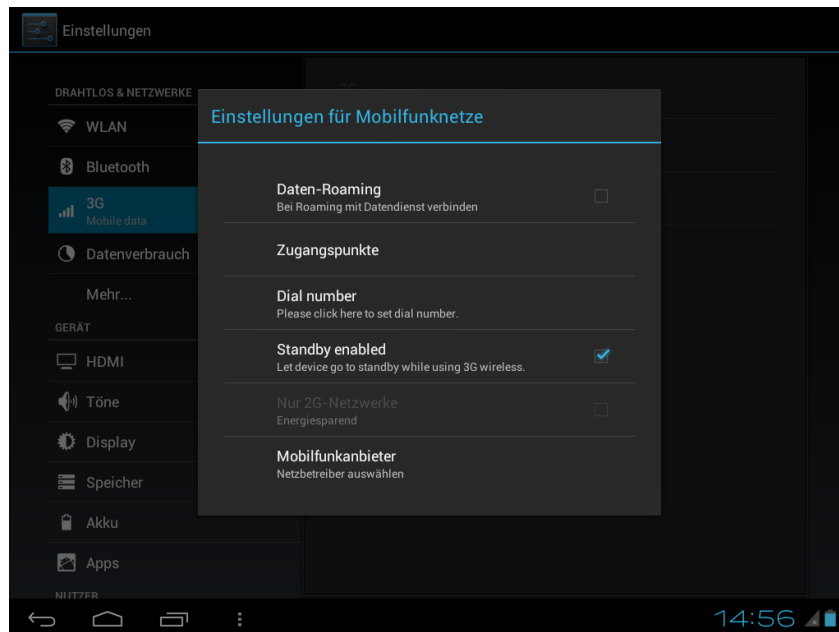 Einstellungen
DRAHTLOS & NETZWERKE
WLAN
Bluetooth
3G
Mobile data
Datenverbrauch
Mehr...
GERÄT
HDMI
Töne
Display
Speicher
Akku
Apps
NUTZER
3G
Einstellungen für Mobilfunknetze
Daten-Roaming
Bei Roaming mit Datendienst verbinden
Zugangspunkte
Dial number
Please click here to set dial number.
Standby enabled
Let device go to standby while using 3G wireless.
Nur 2G-Netzwerke
Energiesparend
Mobilfunkanbieter
Netzbetreiber auswählen
14:56